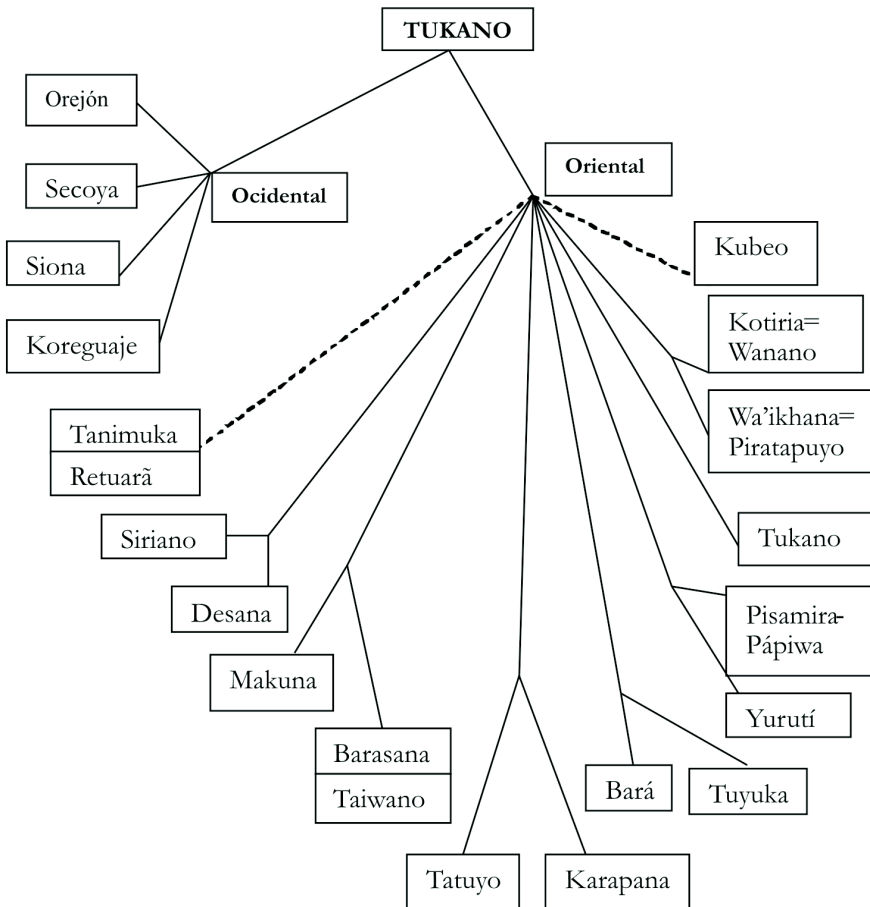 TUKANO
Orejón
Secoya
Siona
Koreguaje
Ocidental
Oriental
Kubeo
Kotiria=
Wanano
Wa'ikhana=
Piratapuyo
Tukano
Pisamira-
Pápiwa
Yurutí
Tanimuka
Retuarã
Siriano
Desana
Makuna
Barasana
Taiwano
Tatuyo
Karapana
Bará
Tuyuka